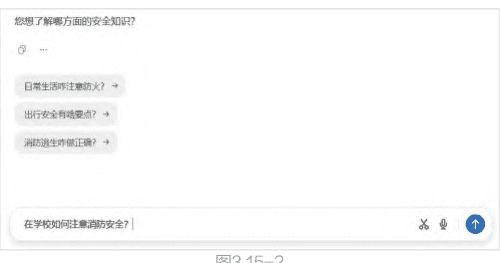 您想了解哪方面的安全知识?
日常生活咋注意防火? →
出行安全有啥要点? →
消防逃生咋做正确? →
在学校如何注意消防安全?
图3.15-2